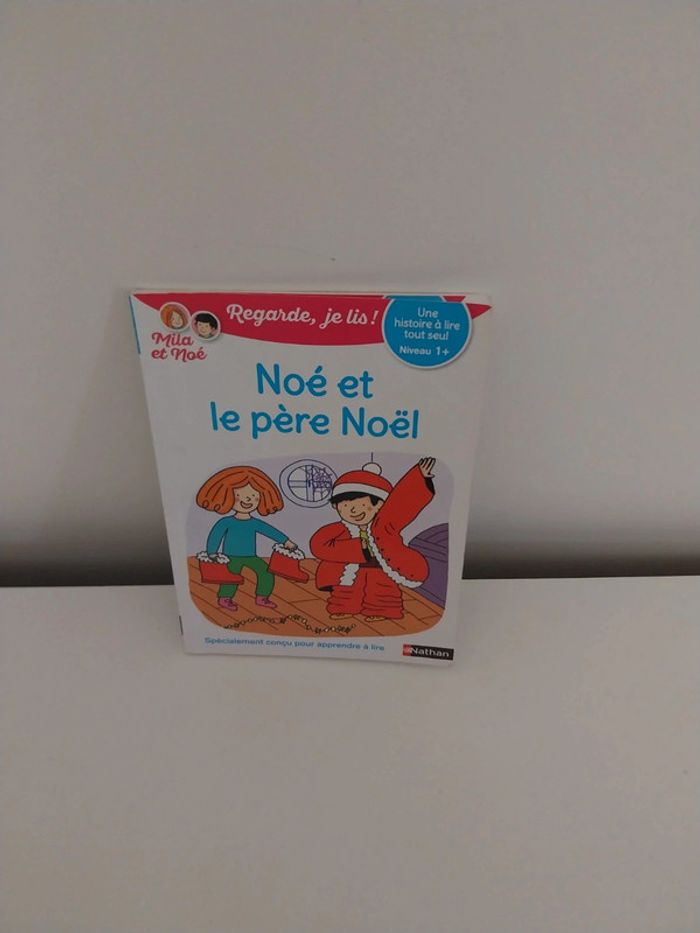 Regarde, je lis !
Mila
et Noé
Une
histoire à lire
tout seul
Niveau 1+
Noé et
le père Noël
Spécialement conçu pour apprendre à lire
Nathan